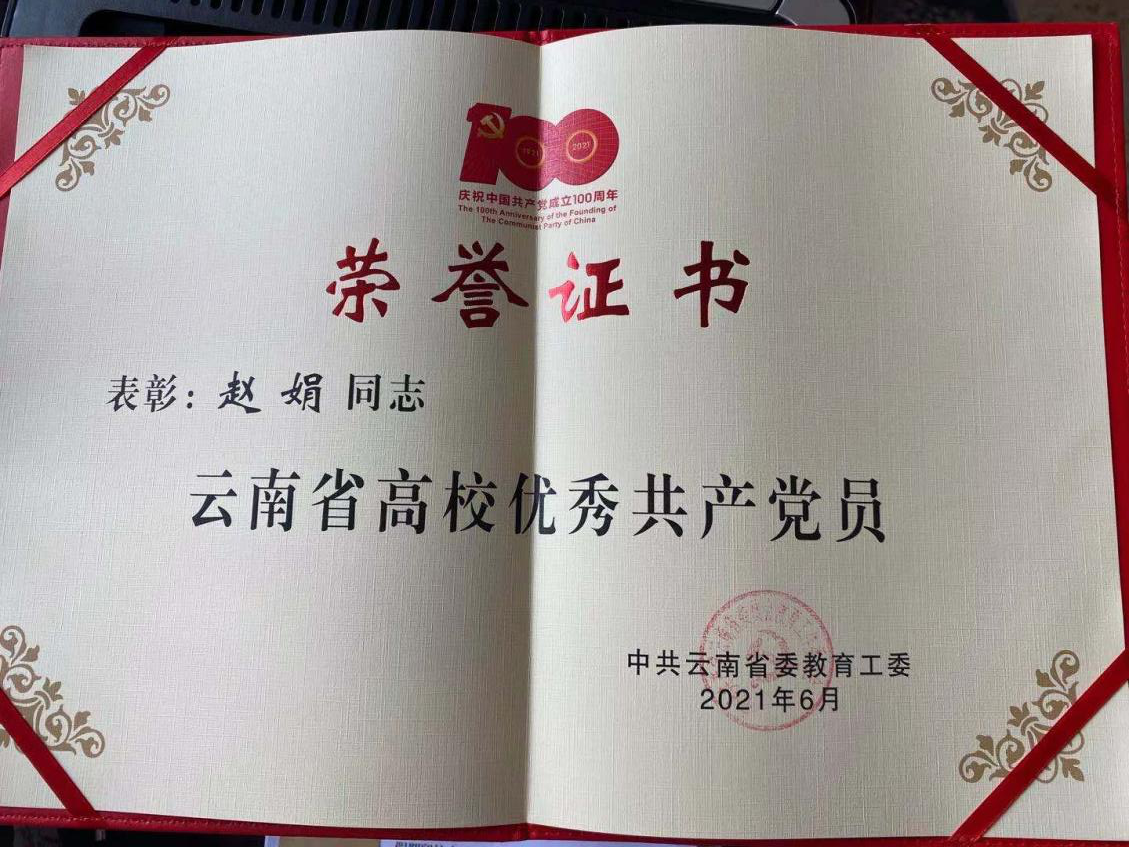 100
1921
2021
庆祝中国共产党成立100周年
The 100th Anniversary of the Founding of
The Communist Party of China
荣誉证书
表彰：赵娟同志
云南省高校优秀共产党员
中共云南省委教育工委
2021年6月